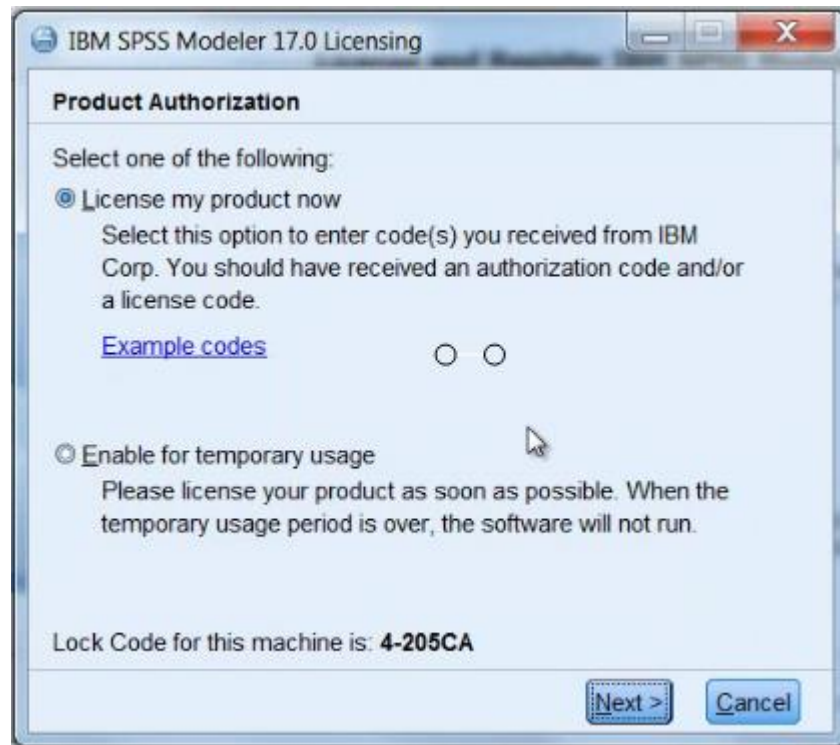 IBM SPSS Modeler 17.0 Licensing
Product Authorization
Select one of the following:
License my product now
Select this option to enter code(s) you received from IBM
Corp. You should have received an authorization code and/or
a license code.
Example codes
Enable for temporary usage
Please license your product as soon as possible. When the
temporary usage period is over, the software will not run.
Lock Code for this machine is: 4-205CA
Next > Cancel